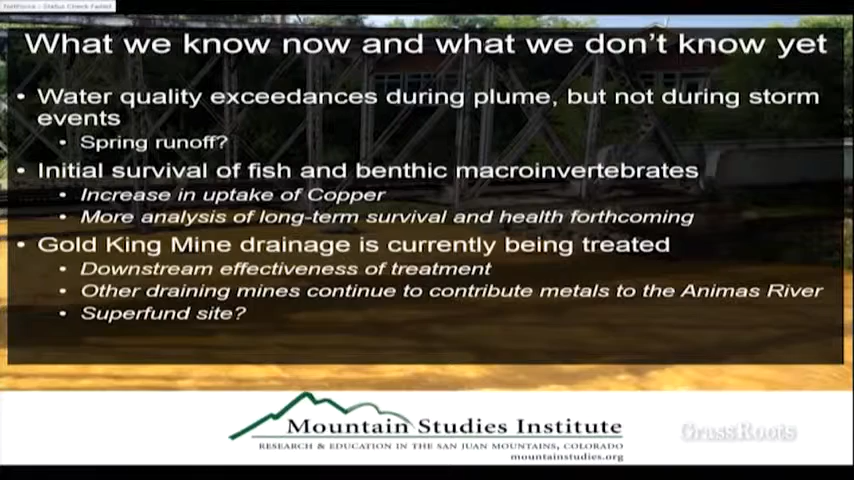 What we know now and what we don't know yet
• Water quality exceedances during plume, but not during storm
events
• Spring runoff?
• Initial survival of fish and benthic macroinvertebrates
• Increase in uptake of Copper
• More analysis of long-term survival and health forthcoming
• Gold King Mine drainage is currently being treated
• Downstream effectiveness of treatment
• Other draining mines continue to contribute metals to the Animas River
• Superfund site?
Mountain Studies Institute
RESEARCH & EDUCATION IN THE SAN JUAN MOUNTAINS, COLORADO
mountainstudies.org
GrassRoots